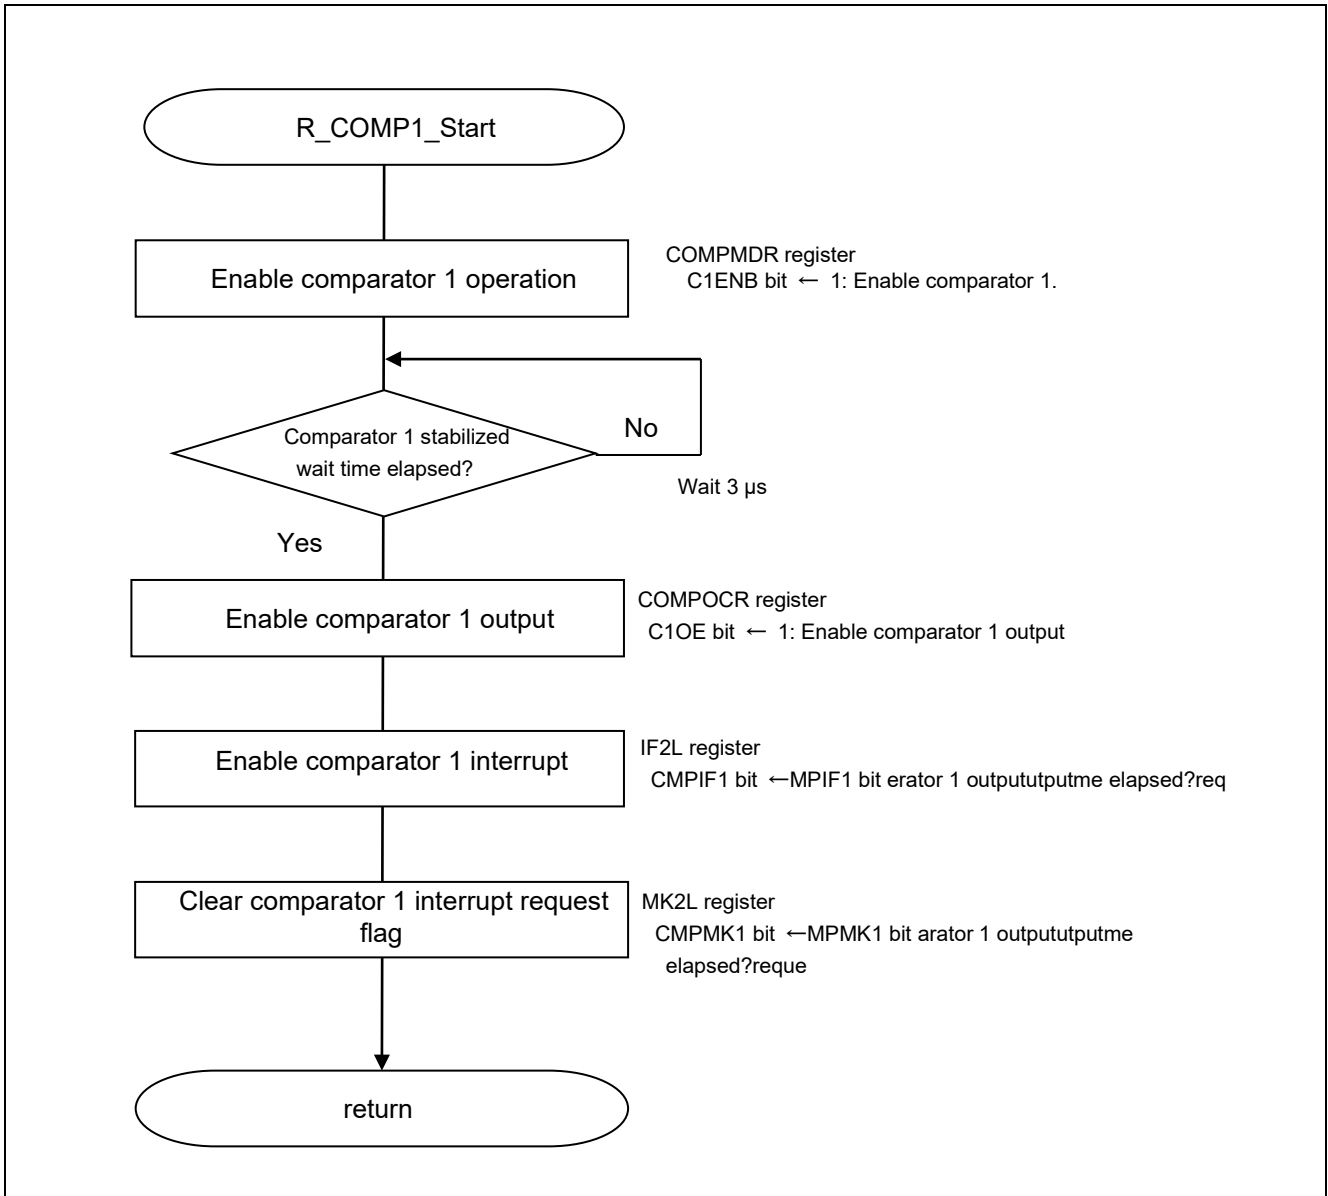 R_COMP1_Start
Enable comparator 1 operation
COMPMDR register
C1ENB bit ← 1: Enable comparator 1.
Comparator 1 stabilized
wait time elapsed?
No
Wait 3 µs
Yes
Enable comparator 1 output
COMPOCR register
C1OE bit ← 1: Enable comparator 1 output
Enable comparator 1 interrupt
IF2L register
CMPIF1 bit ←MPIF1 bit erator 1 outpututputme elapsed?req
Clear comparator 1 interrupt request
flag
MK2L register
CMPMK1 bit ←MPMK1 bit arator 1 outpututputme
elapsed?reque
return